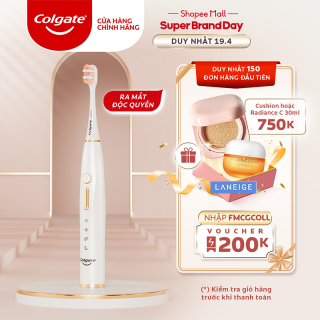 Colgate
CỬA HÀNG
CHÍNH HÃNG
Shopee Mall
Super Brand Day
DUY NHẤT 19.4
RA MẮT
ĐỘC QUYỀN
DUY NHẤT 150
ĐƠN HÀNG ĐẦU TIÊN
Cushion hoặc
Radiance C 30ml
750K
LANEIGE
NHẬP FMCGCOLL
VOUCHER
200K
Colgate
(*) Kiểm tra giỏ hàng
trước khi thanh toán